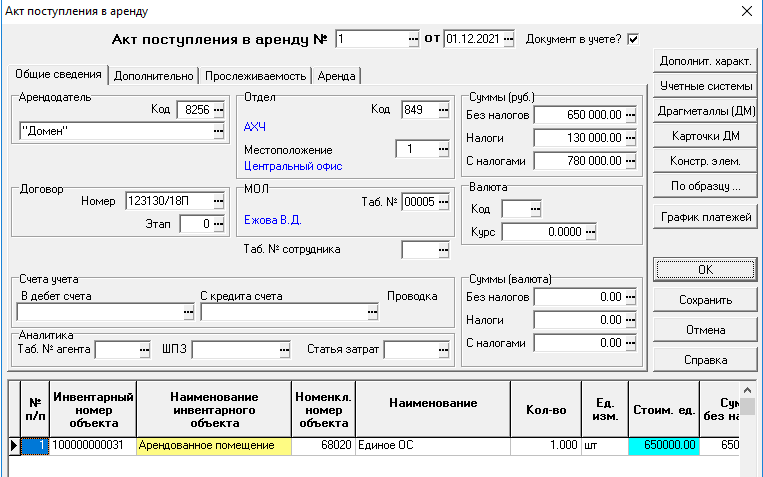 Акт поступления в аренду
Акт поступления в аренду № 1 от 01.12.2021 Документ в учете?
Общие сведения Дополнительно Прослеживаемость Аренда
Арендодатель
Код 8256
"Домен"
Отдел
Код 849
АХЧ
Местоположение 1
Центральный офис
Суммы (руб.)
Без налогов 650 000.00
Налоги 130 000.00
С налогами 780 000.00
Договор
Номер 123130/18П
Этап 0
МОЛ
Таб. № 00005
Ежова В.Д.
Таб. № сотрудника
Валюта
Код
Курс 0.0000
Счета учета
В дебет счета С кредита счета Проводка
Аналитика
Таб. № агента ШПЗ Статья затрат
Суммы (валюта)
Без налогов 0.00
Налоги 0.00
С налогами 0.00
Дополнит. характ.
Учетные системы
Драгметаллы (ДМ)
Карточки ДМ
Констр. элем.
По образцу ...
График платежей
OK
Сохранить
Отмена
Справка
№ п/п Инвентарный номер объекта Наименование инвентарного объекта Номенкл. номер объекта Наименование Кол-во Ед. изм. Стоим. ед. Сум без на
1 100000000031 Арендованное помещение 68020 Единое ОС 1.000 шт 650000.00 650